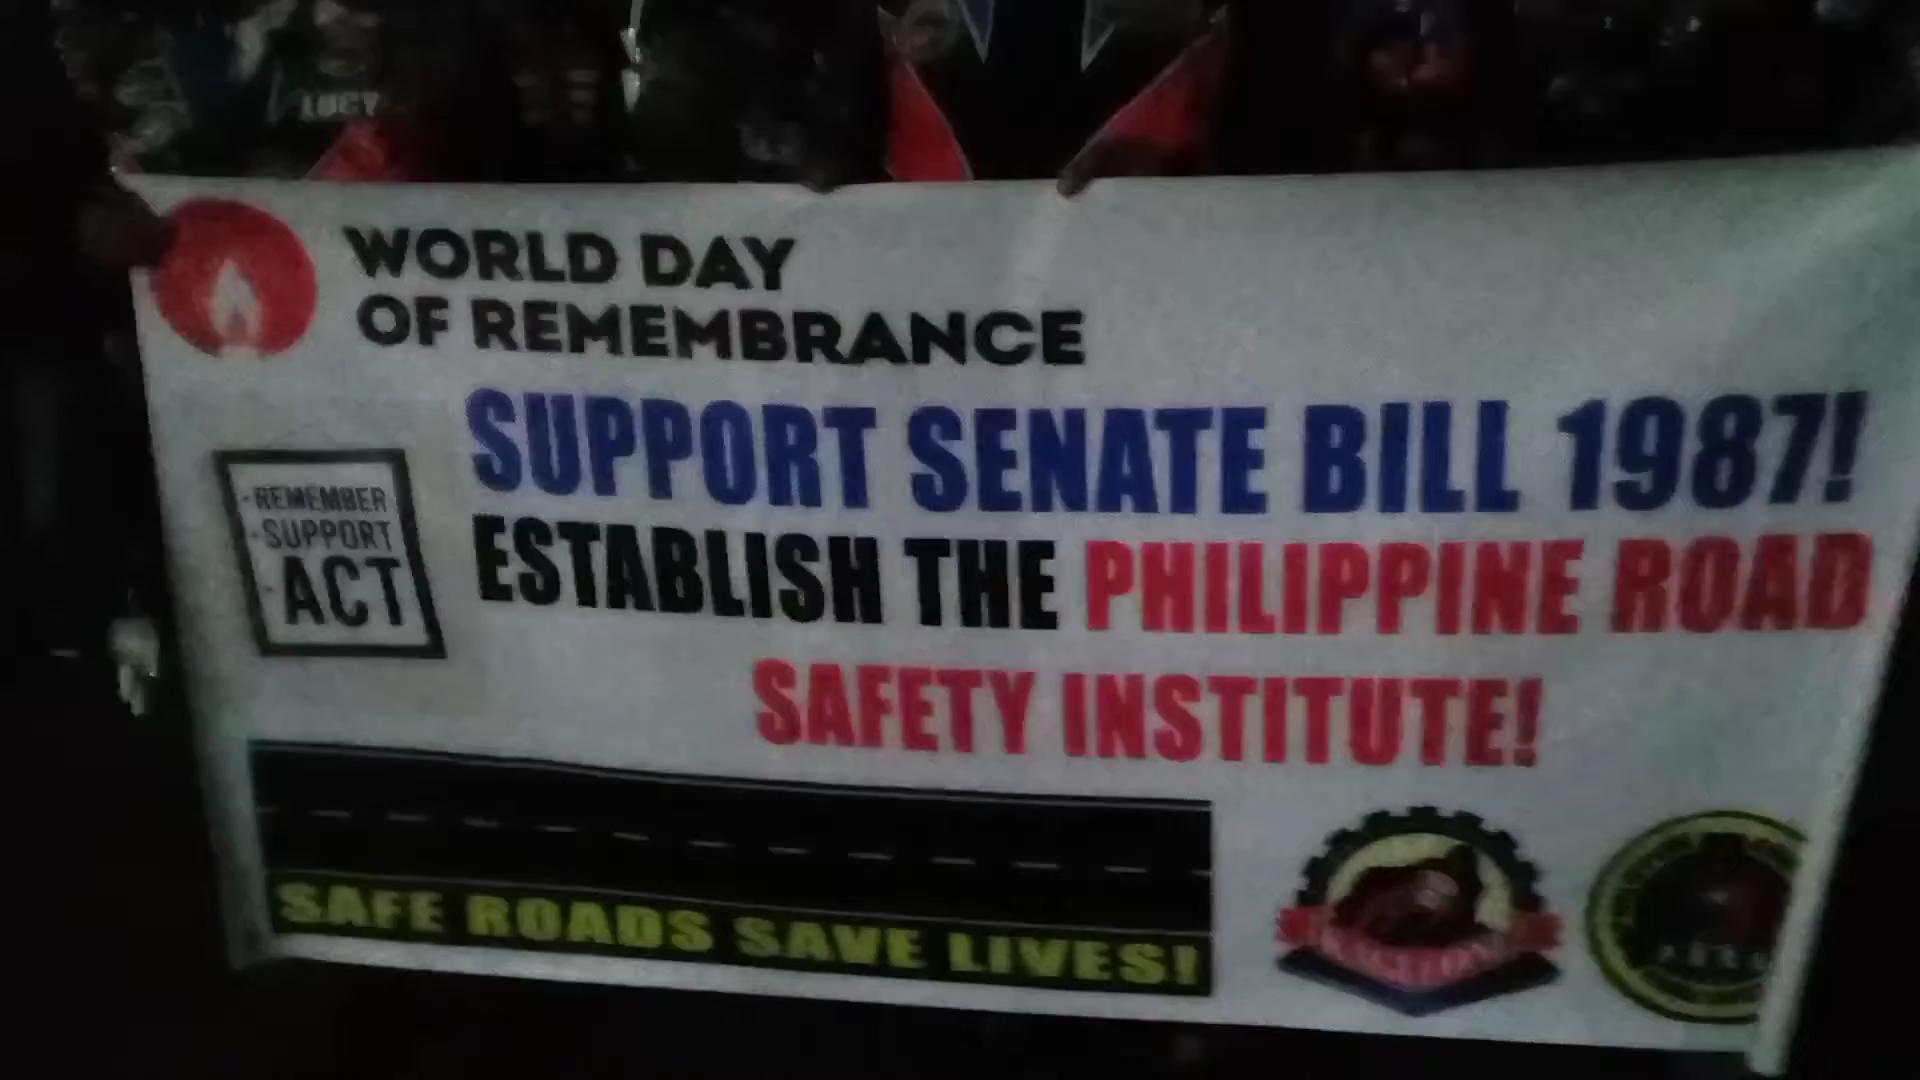 LUCY
WORLD DAY
OF REMEMBRANCE
SUPPORT SENATE BILL 1987!
ESTABLISH THE PHILIPPINE ROAD
SAFETY INSTITUTE!
-REMEMBER
-SUPPORT
-ACT
SAFE ROADS SAVE LIVES!